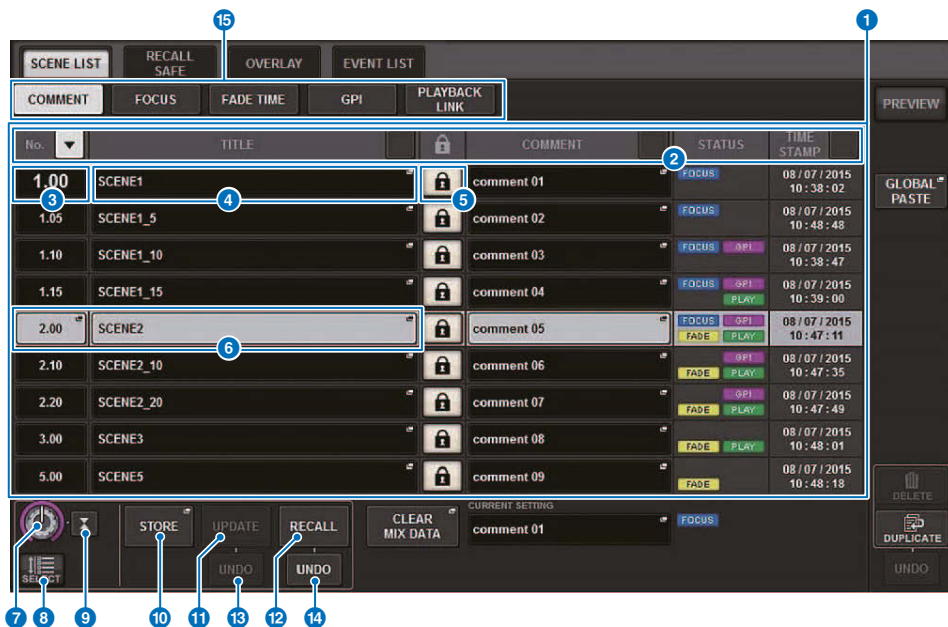 15 1
SCENE LIST RECALL SAFE OVERLAY EVENT LIST
COMMENT FOCUS FADE TIME GPI PLAYBACK LINK PREVIEW
No. TITLE COMMENT STATUS TIME STAMP
2
1.00 SCENE1 comment 01 FOCUS 08/07/2015 10:38:02
3 4 5
GLOBAL PASTE
1.05 SCENE1_5 comment 02 FOCUS 08/07/2015 10:48:48
1.10 SCENE1_10 comment 03 FOCUS GPI 08/07/2015 10:38:47
1.15 SCENE1_15 comment 04 FOCUS GPI PLAY 08/07/2015 10:39:00
2.00 SCENE2 comment 05 FOCUS GPI FADE PLAY 08/07/2015 10:47:11
6
2.10 SCENE2_10 comment 06 GPI FADE PLAY 08/07/2015 10:47:35
2.20 SCENE2_20 comment 07 GPI FADE PLAY 08/07/2015 10:47:49
3.00 SCENE3 comment 08 FADE PLAY 08/07/2015 10:48:01
5.00 SCENE5 comment 09 FADE 08/07/2015 10:48:18
DELETE
CURRENT SETTING
STORE UPDATE RECALL CLEAR MIX DATA comment 01 FOCUS
DUPLICATE
SELECT UNDO UNDO UNDO
7 8 9 10 11 13 12 14